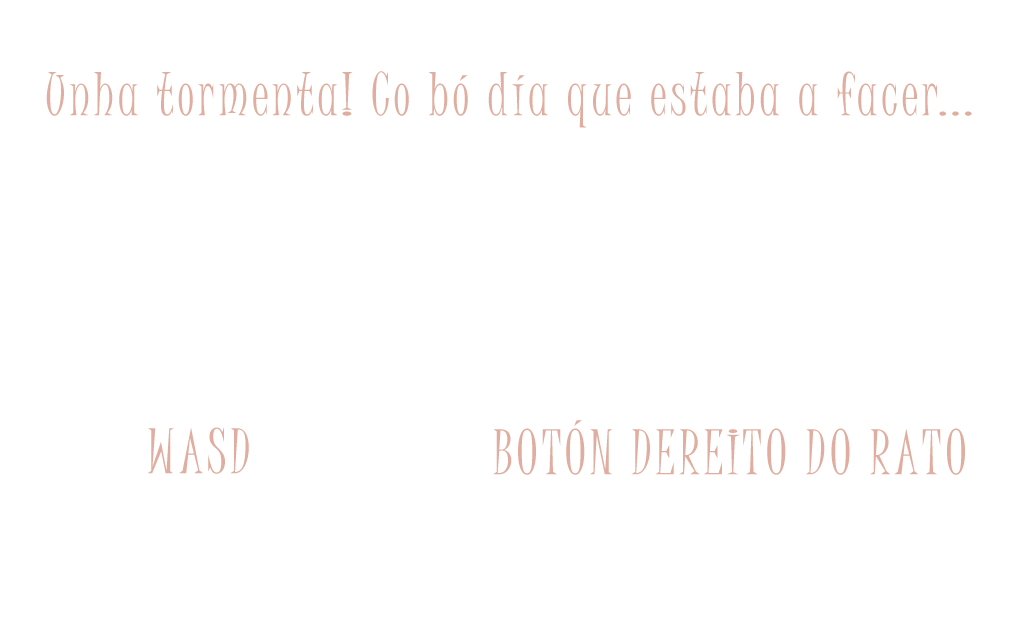 Unha tormenta! Co bó día que estaba a facer...
WASD
BOTÓN DEREITO DO RATO